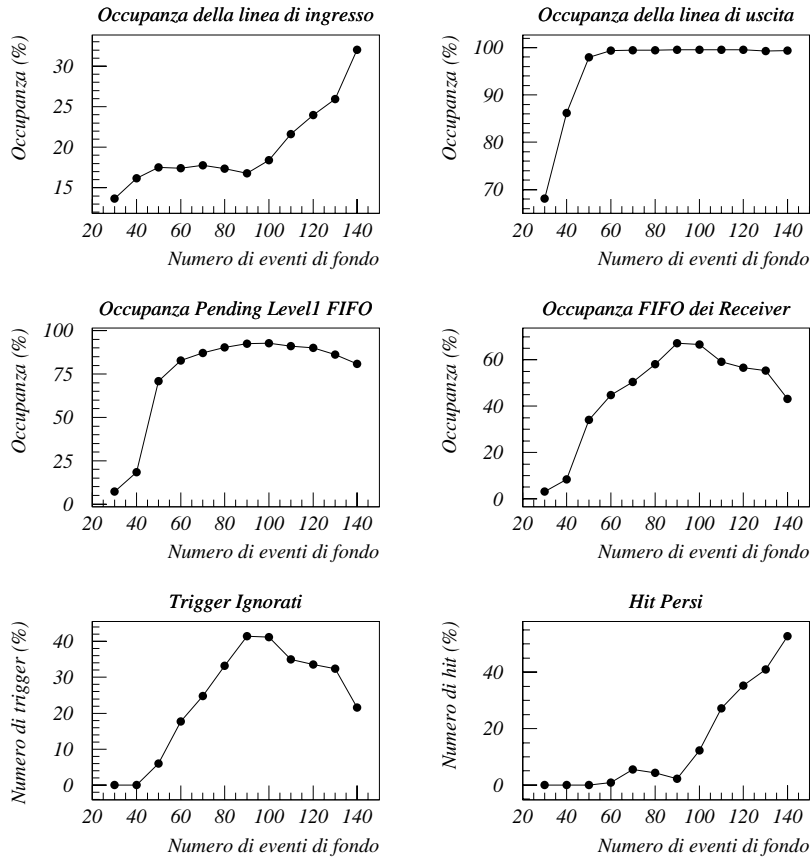 Occupanza della linea di ingresso
Occupanza (%)
30
25
20
15
20 40 60 80 100 120 140
Numero di eventi di fondo
Occupanza della linea di uscita
Occupanza (%)
100
90
80
70
20 40 60 80 100 120 140
Numero di eventi di fondo
Occupanza Pending Level1 FIFO
Occupanza (%)
100
75
50
25
0
20 40 60 80 100 120 140
Numero di eventi di fondo
Occupanza FIFO dei Receiver
Occupanza (%)
60
40
20
0
20 40 60 80 100 120 140
Numero di eventi di fondo
Trigger Ignorati
Numero di trigger (%)
40
30
20
10
0
20 40 60 80 100 120 140
Numero di eventi di fondo
Hit Persi
Numero di hit (%)
40
20
0
20 40 60 80 100 120 140
Numero di eventi di fondo